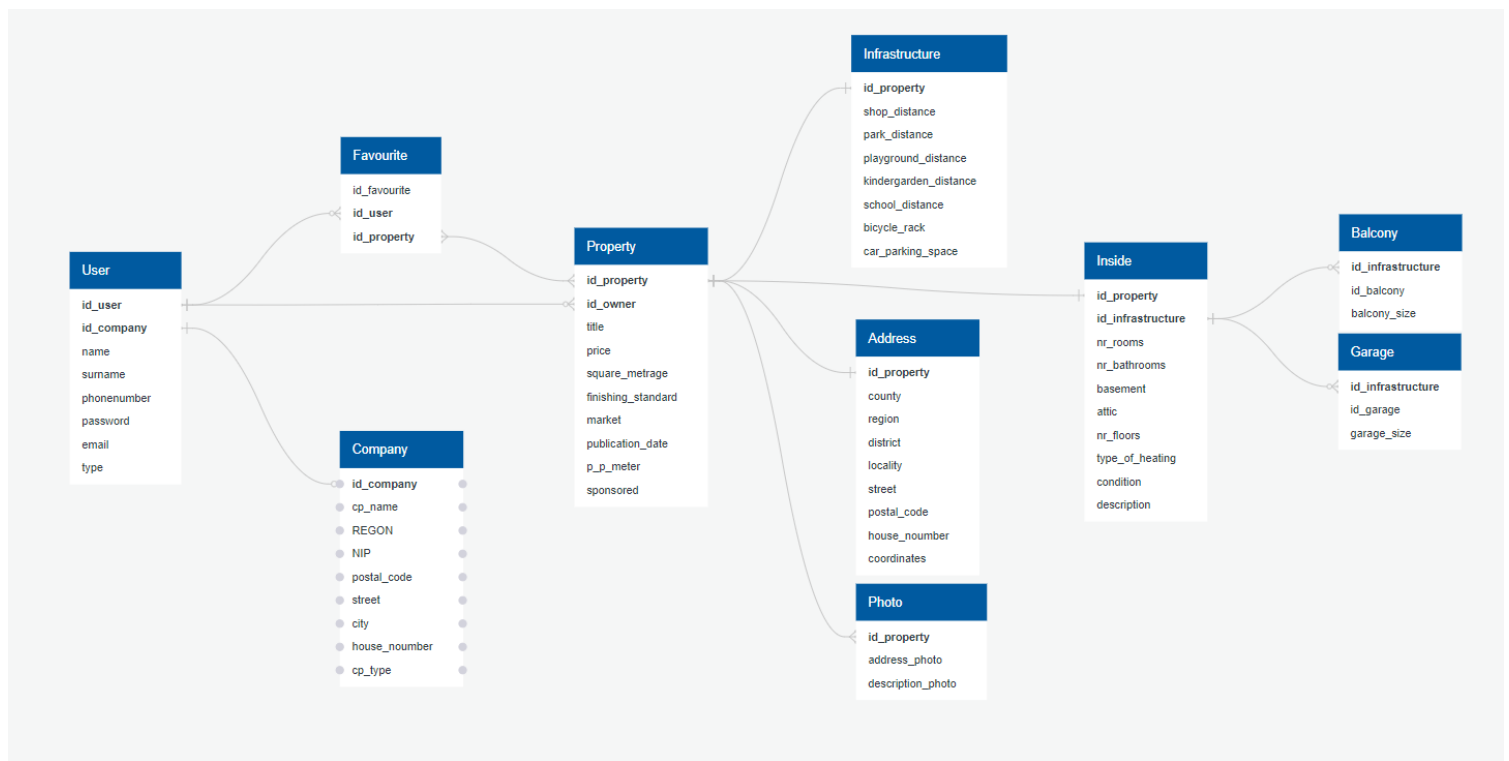 User
id_user
id_company
name
surname
phonenumber
password
email
type
Favourite
id_favourite
id_user
id_property
Company
id_company
cp_name
REGON
NIP
postal_code
street
city
house_noumber
cp_type
Property
id_property
id_owner
title
price
square_metrage
finishing_standard
market
publication_date
p_p_meter
sponsored
Infrastructure
id_property
shop_distance
park_distance
playground_distance
kindergarden_distance
school_distance
bicycle_rack
car_parking_space
Address
id_property
county
region
district
locality
street
postal_code
house_noumber
coordinates
Photo
id_property
address_photo
description_photo
Inside
id_property
id_infrastructure
nr_rooms
nr_bathrooms
basement
attic
nr_floors
type_of_heating
condition
description
Balcony
id_infrastructure
id_balcony
balcony_size
Garage
id_infrastructure
id_garage
garage_size